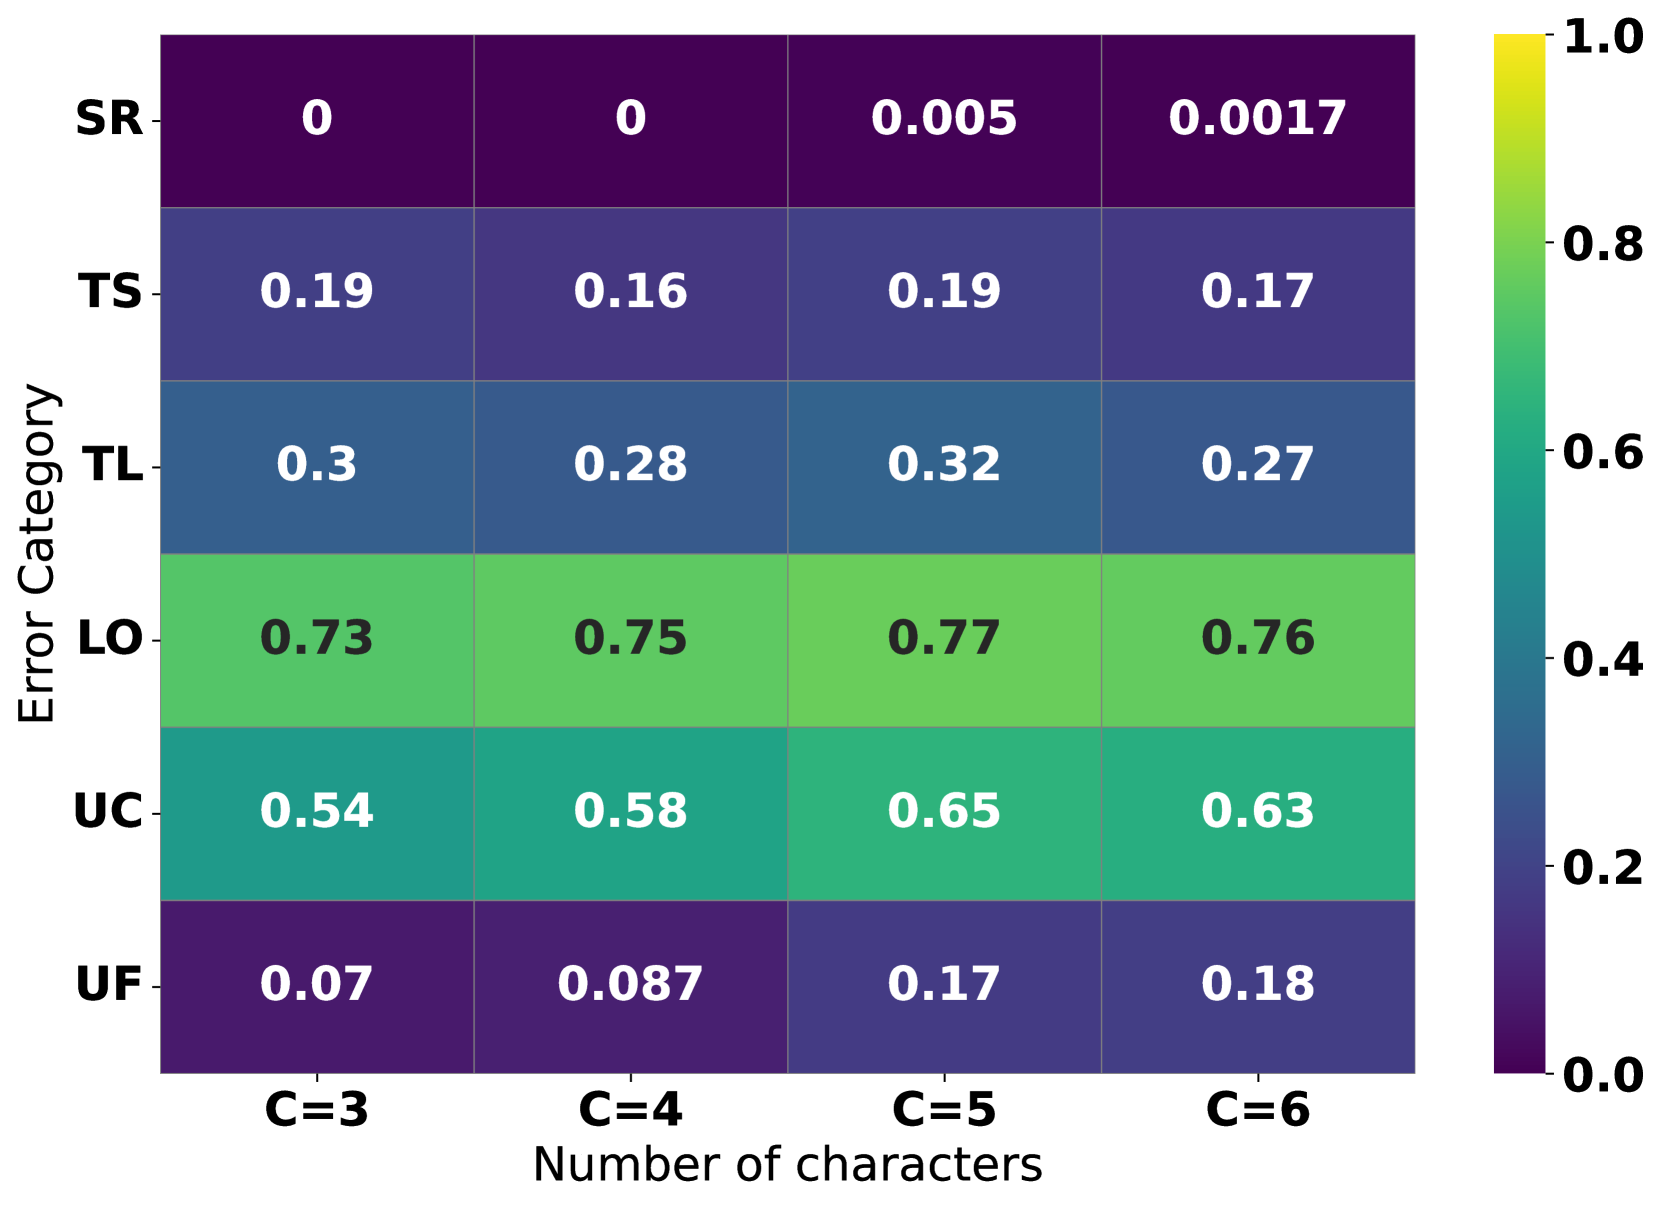 SR 0 0 0.005 0.0017
TS 0.19 0.16 0.19 0.17
TL 0.3 0.28 0.32 0.27
LO 0.73 0.75 0.77 0.76
UC 0.54 0.58 0.65 0.63
UF 0.07 0.087 0.17 0.18
C=3 C=4 C=5 C=6
Number of characters
Error Category
1.0
0.8
0.6
0.4
0.2
0.0